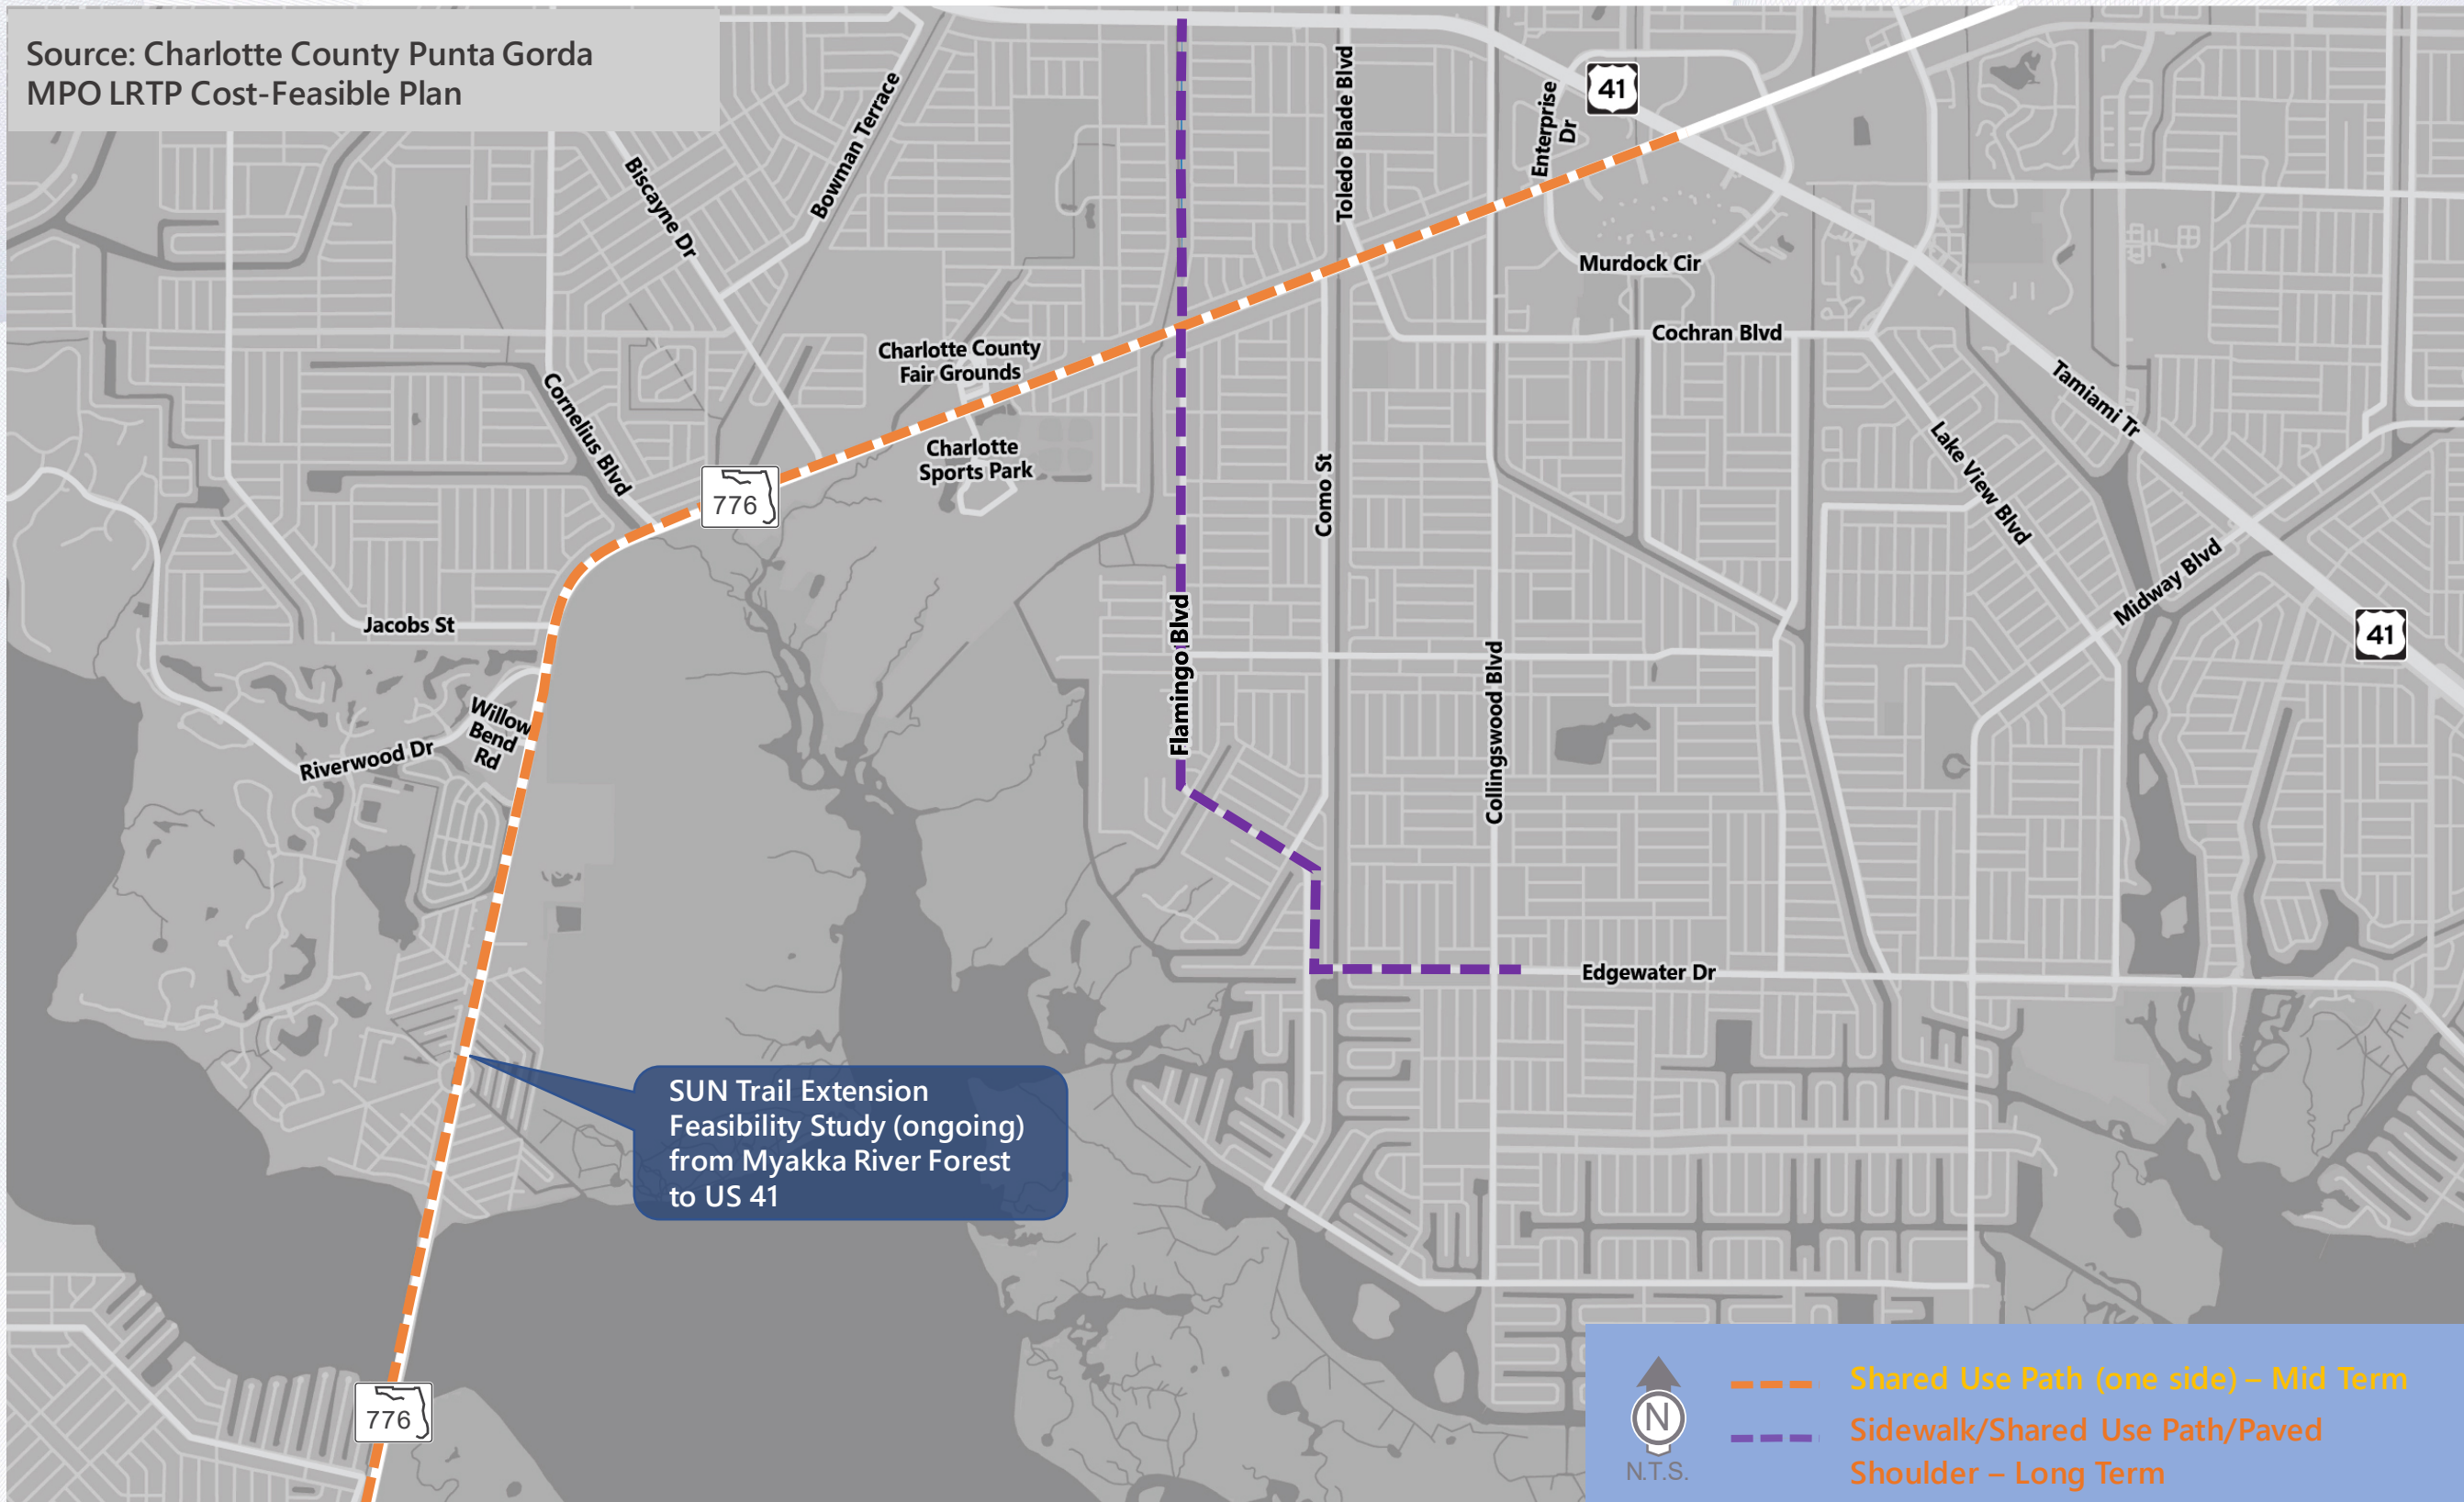 Source: Charlotte County Punta Gorda
MPO LRTP Cost-Feasible Plan
Bowman Terrace
Biscayne Dr
Toledo Blade Blvd
Enterprise
Dr
41
Murdock Cir
Cochran Blvd
Charlotte County
Fair Grounds
Charlotte
Sports Park
Cornelius Blvd
776
Como St
Tamiami Tr
Lake View Blvd
Midway Blvd
41
Jacobs St
Flamingo Blvd
Collingswood Blvd
Willow
Bend
Rd
Riverwood Dr
Edgewater Dr
SUN Trail Extension
Feasibility Study (ongoing)
from Myakka River Forest
to US 41
776
N
N.T.S.
Shared Use Path (one side) – Mid Term
Sidewalk/Shared Use Path/Paved
Shoulder – Long Term